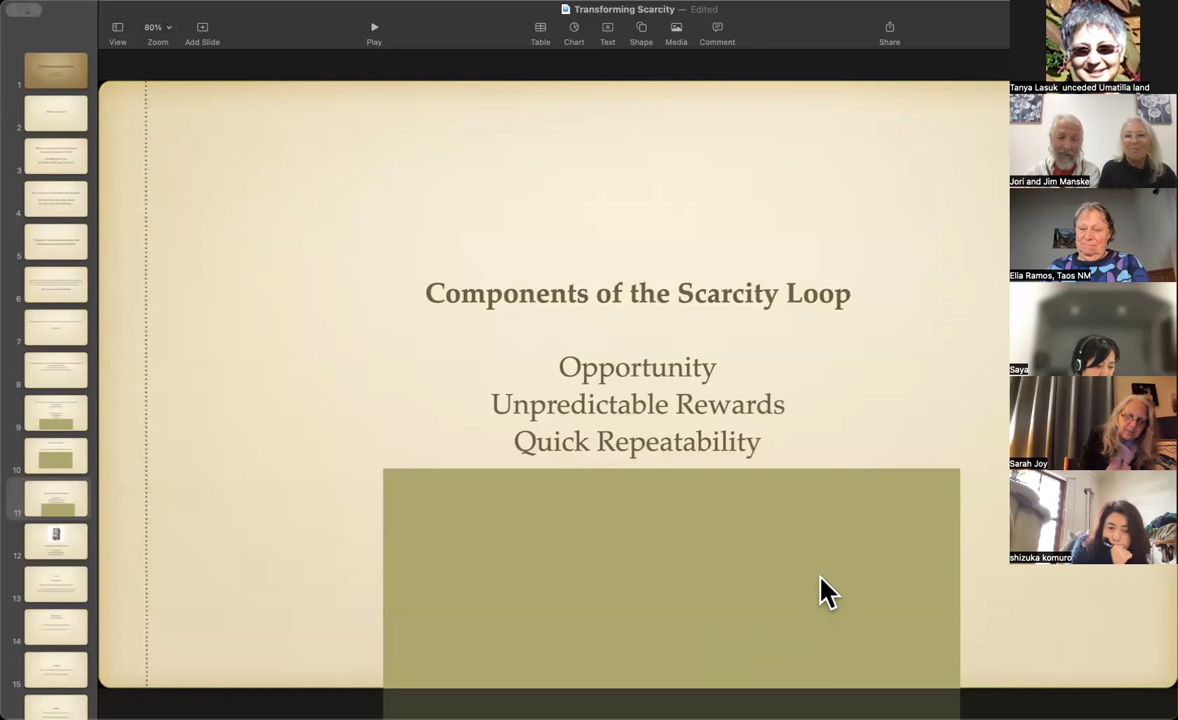 Transforming Scarcity — Edited
80%
View
Zoom
Add Slide
Play
Table
Chart
Text
Shape
Media
Comment
Share
1
2
3
4
5
6
7
8
9
10
11
12
13
14
15
Components of the Scarcity Loop
Opportunity
Unpredictable Rewards
Quick Repeatability
Tanya Lasuk unceded Umatilla land
Jori and Jim Manske
Elia Ramos, Taos NM
Saya
Sarah Joy
shizuka komuro